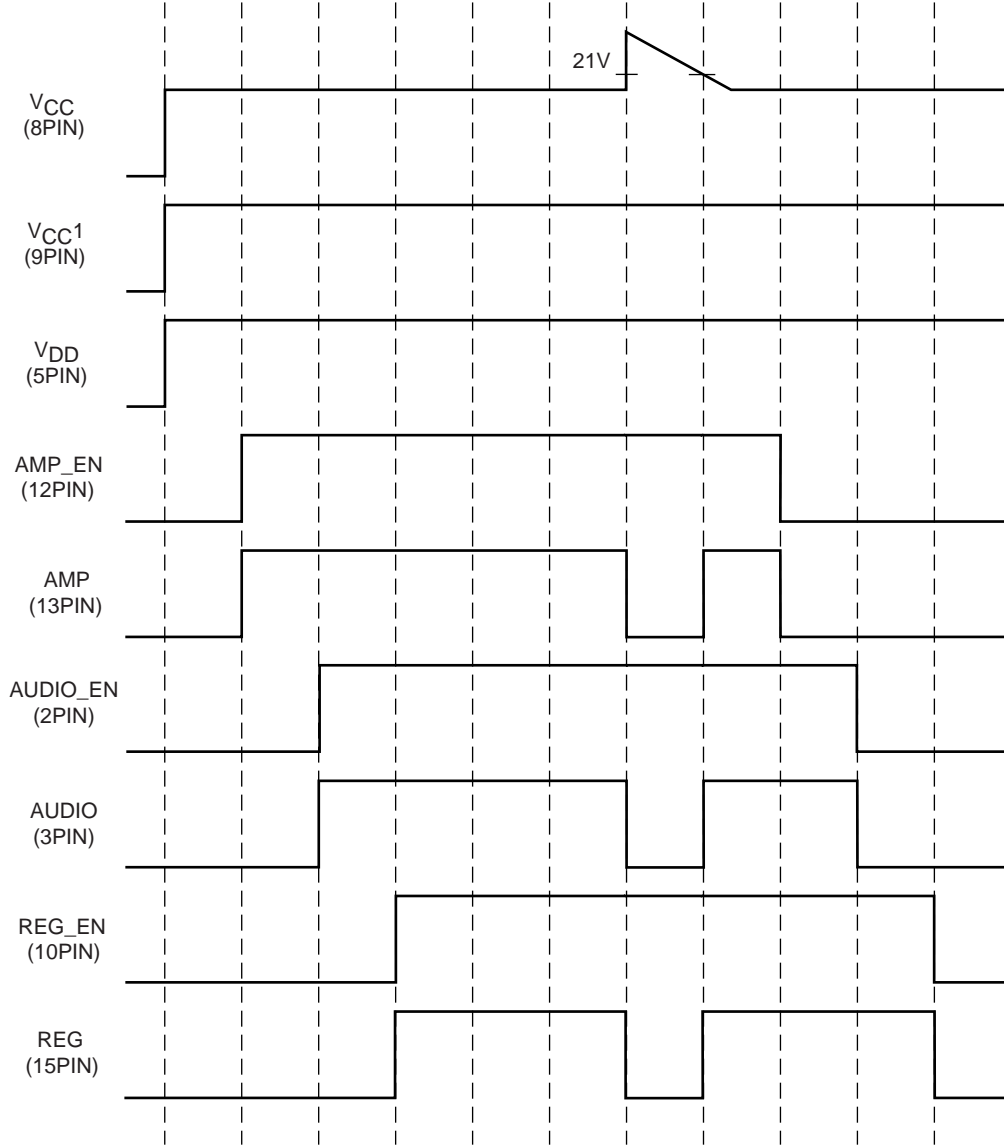 21V
VCC
(8PIN)
VCC1
(9PIN)
VDD
(5PIN)
AMP_EN
(12PIN)
AMP
(13PIN)
AUDIO_EN
(2PIN)
AUDIO
(3PIN)
REG_EN
(10PIN)
REG
(15PIN)